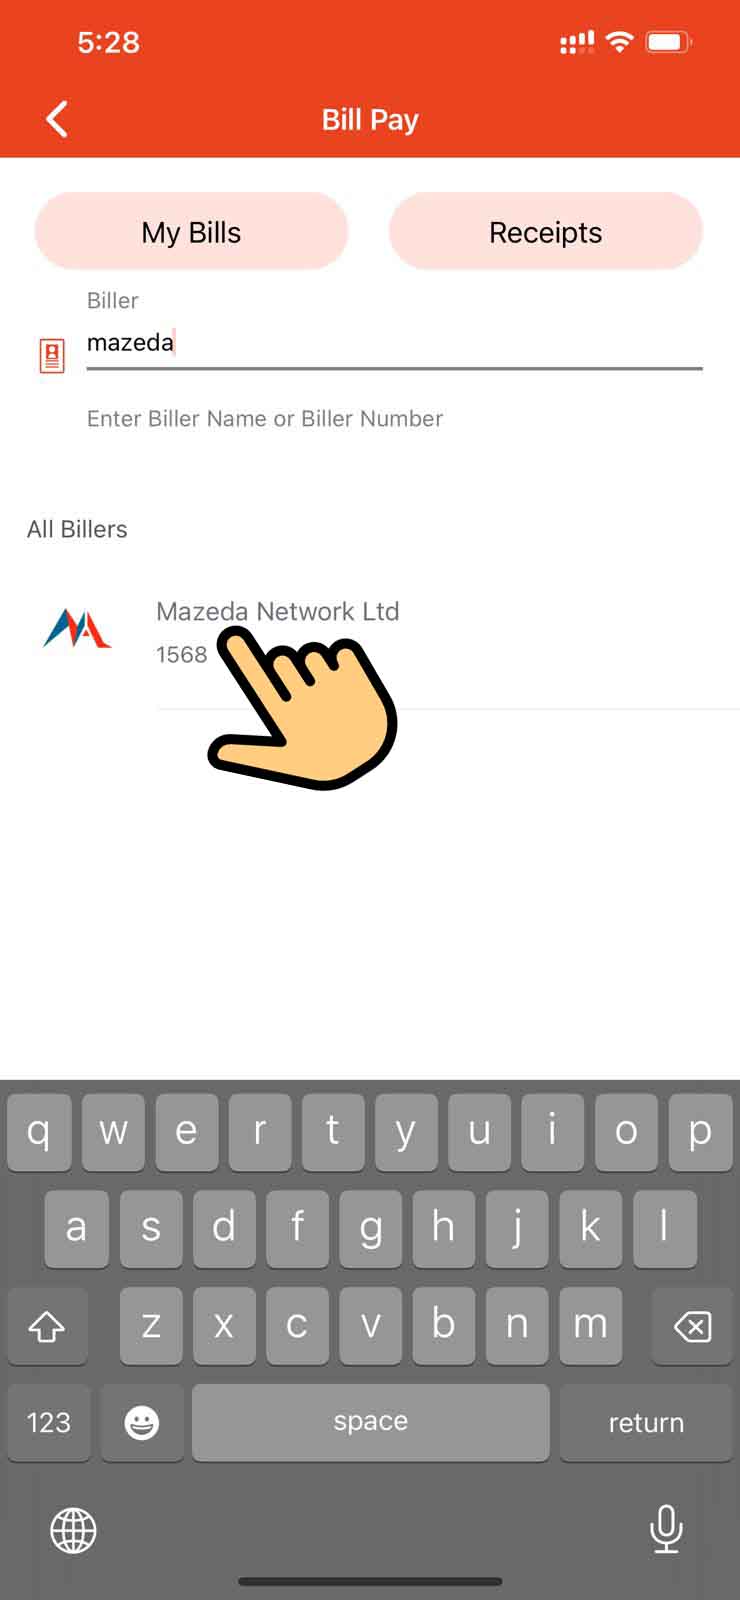 5:28
Bill Pay
My Bills Receipts
Biller
mazeda
Enter Biller Name or Biller Number
All Billers
Mazeda Network Ltd
1568
q w e r t y u i o p
a s d f g h j k l
z x c v b n m
123 space return